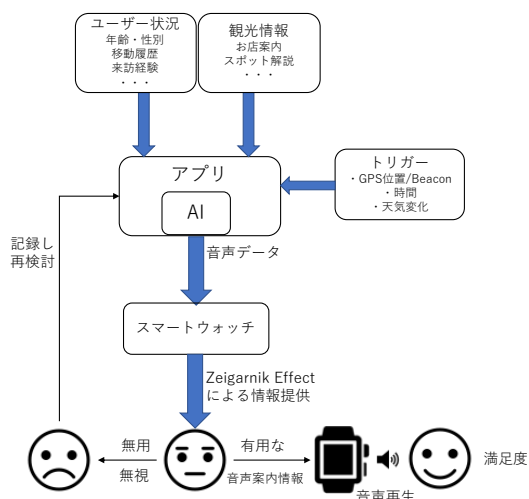 ユーザー状況
年齢・性別
移動履歴
来訪経験
・・・
観光情報
お店案内
スポット解説
・・・
アプリ
AI
トリガー
・GPS位置/Beacon
・時間
・天気変化
記録し
再検討
音声データ
スマートウォッチ
Zeigarnik Effect
による情報提供
無用
無視
有用な
音声案内情報
満足度
音声再生